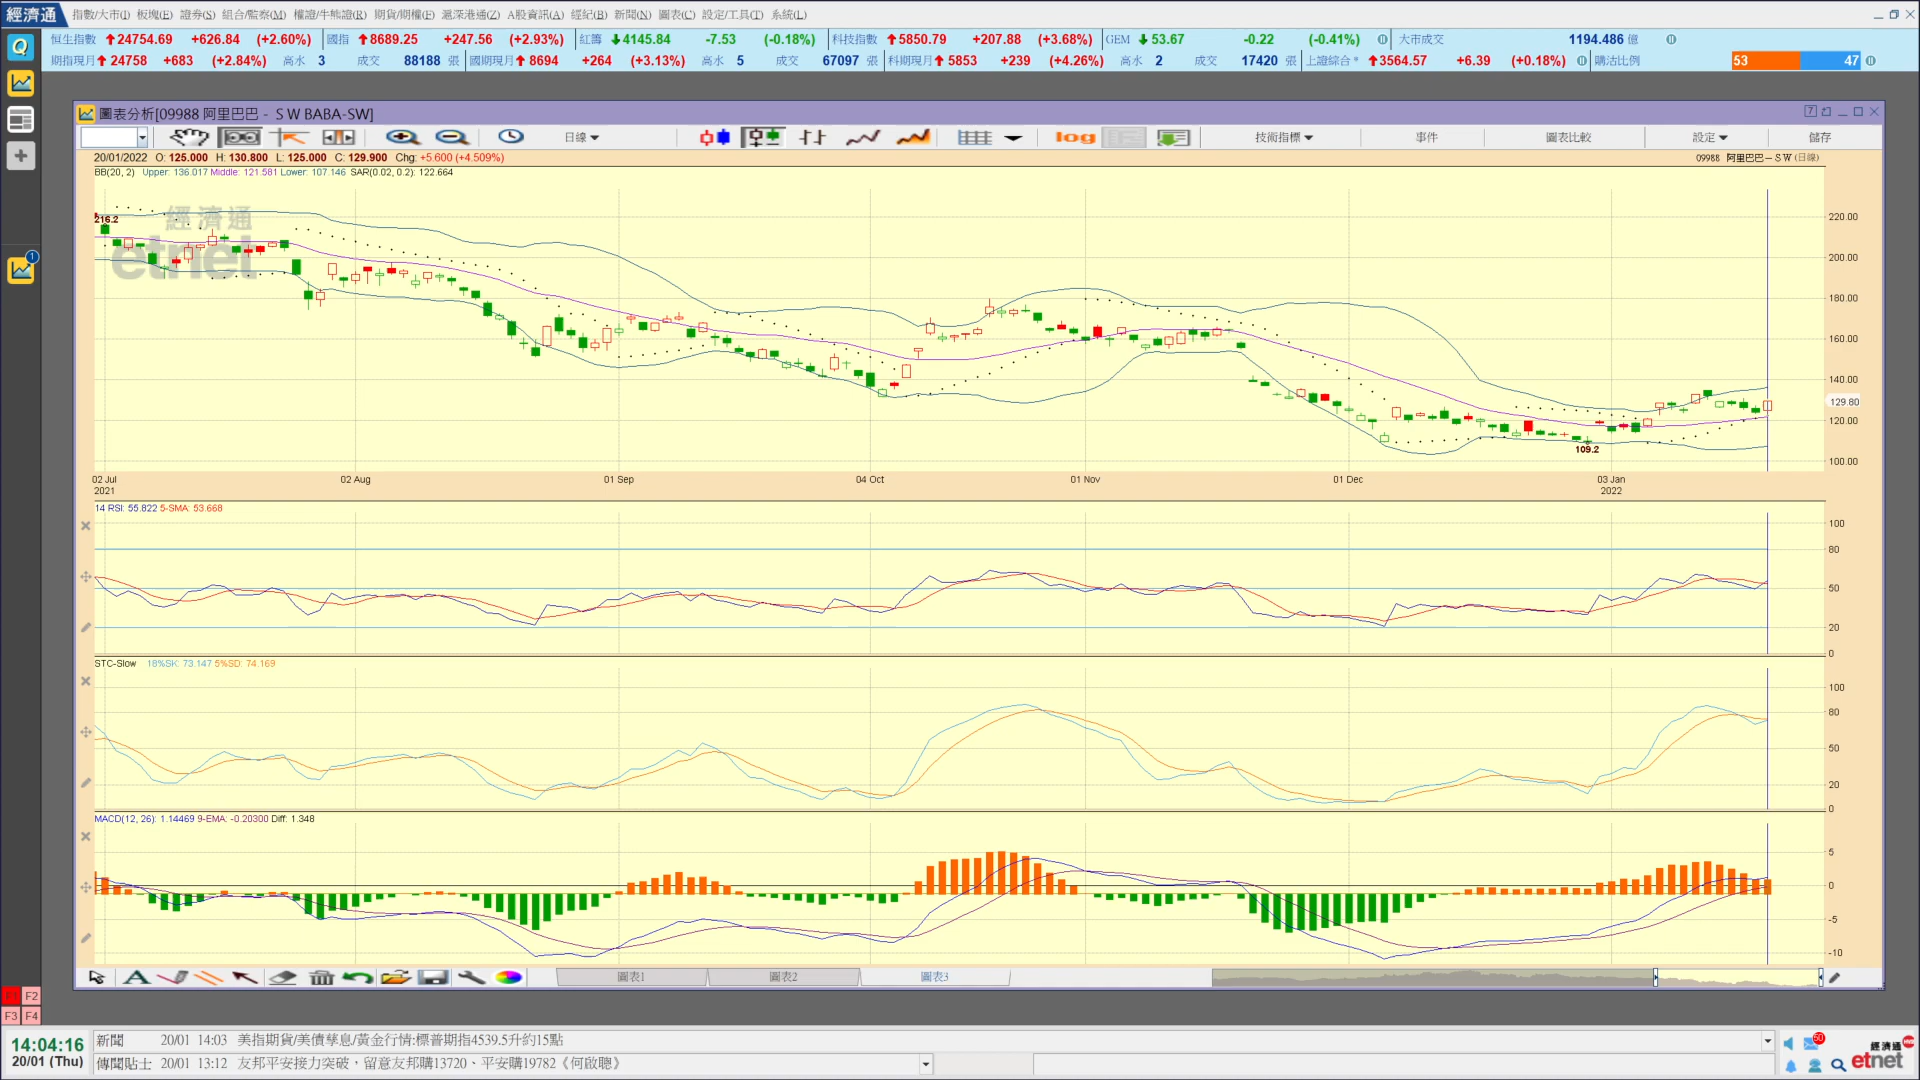 經濟通 指數/大市(I) 板塊(E) 證券(S) 組合/監察(M) 權證/牛熊證(R) 期貨/期權(F) 滬深港通(Z) A股資訊(A) 經紀(B) 新聞(N) 圖表(C) 設定/工具(T) 系統(L)
恒生指數 24754.69 +626.84 (+2.60%) 國指 8689.25 +247.56 (+2.93%) 紅籌 4145.84 -7.53 (-0.18%) 科技指數 5850.79 +207.88 (+3.68%) GEM 53.67 -0.22 (-0.41%) 大市成交 1194.486 億
期指現月 24758 +683 (+2.84%) 高水 3 成交 88188 張 國期現月 8694 +264 (+3.13%) 高水 5 成交 67097 張 科期現月 5853 +239 (+4.26%) 高水 2 成交 17420 張 上證綜合* 3564.57 +6.39 (+0.18%) 購沽比例 53 47
圖表分析[09988 阿里巴巴 - ＳＷ BABA-SW]
日線 log 技術指標 事件 圖表比較 設定 儲存
20/01/2022 O: 125.000 H: 130.800 L: 125.000 C: 129.900 Chg: +5.600 (+4.509%) 09988 阿里巴巴－ＳＷ (日線)
BB(20, 2) Upper: 136.017 Middle: 121.581 Lower: 107.146 SAR(0.02, 0.2): 122.664
經濟通
etnet
216.2
220.00
200.00
180.00
160.00
140.00
129.80
120.00
109.2
100.00
02 Jul 02 Aug 01 Sep 04 Oct 01 Nov 01 Dec 03 Jan
2021 2022
14 RSI: 55.822 5-SMA: 53.668
100
80
50
20
0
STC-Slow 18%SK: 73.147 5%SD: 74.169
100
80
50
20
0
MACD(12, 26): 1.14469 9-EMA: -0.20300 Diff: 1.348
5
0
-5
-10
圖表1 圖表2 圖表3
F1 F2
F3 F4
14:04:16
20/01 (Thu)
新聞 20/01 14:03 美指期貨/美債孳息/黃金行情:標普期指4539.5升約15點
傳聞貼士 20/01 13:12 友邦平安接力突破，留意友邦購13720、平安購19782《何啟聰》
50
經濟通
etnet